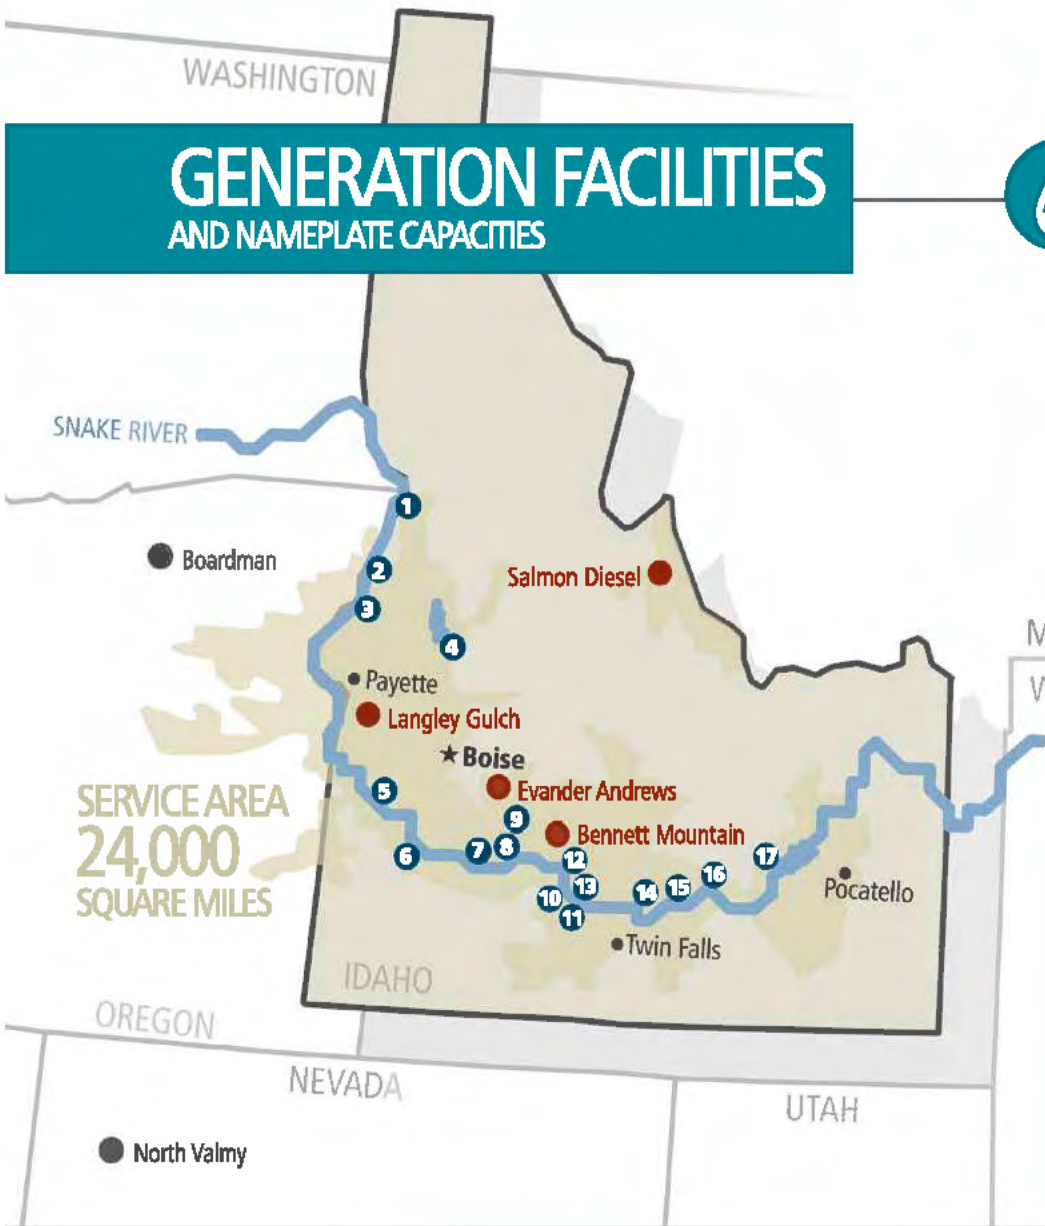 WASHINGTON
GENERATION FACILITIES
AND NAMEPLATE CAPACITIES
SNAKE RIVER
1
Boardman
2
Salmon Diesel
3
4
Payette
Langley Gulch
Boise
5
Evander Andrews
SERVICE AREA
24,000
SQUARE MILES
9
Bennett Mountain
6
7
8
12
17
13
16
10
14
15
11
Pocatello
Twin Falls
IDAHO
OREGON
NEVADA
UTAH
North Valmy